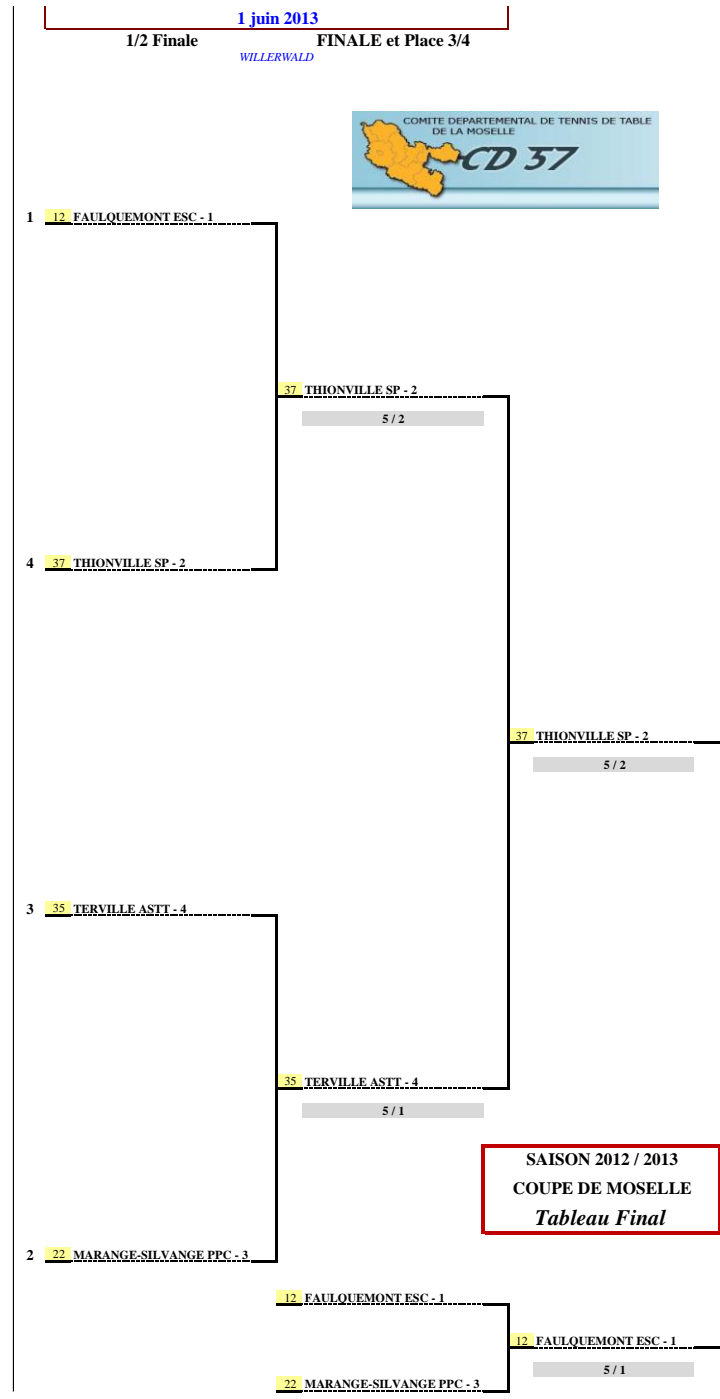 1 juin 2013
1/2 Finale FINALE et Place 3/4
WILLERWALD
COMITE DEPARTEMENTAL DE TENNIS DE TABLE
DE LA MOSELLE
CD 57
1 12 FAULQUEMONT ESC - 1
37 THIONVILLE SP - 2
5 / 2
4 37 THIONVILLE SP - 2
37 THIONVILLE SP - 2
5 / 2
3 35 TERVILLE ASTT - 4
35 TERVILLE ASTT - 4
5 / 1
SAISON 2012 / 2013
COUPE DE MOSELLE
Tableau Final
2 22 MARANGE-SILVANGE PPC - 3
12 FAULQUEMONT ESC - 1
12 FAULQUEMONT ESC - 1
5 / 1
22 MARANGE-SILVANGE PPC - 3